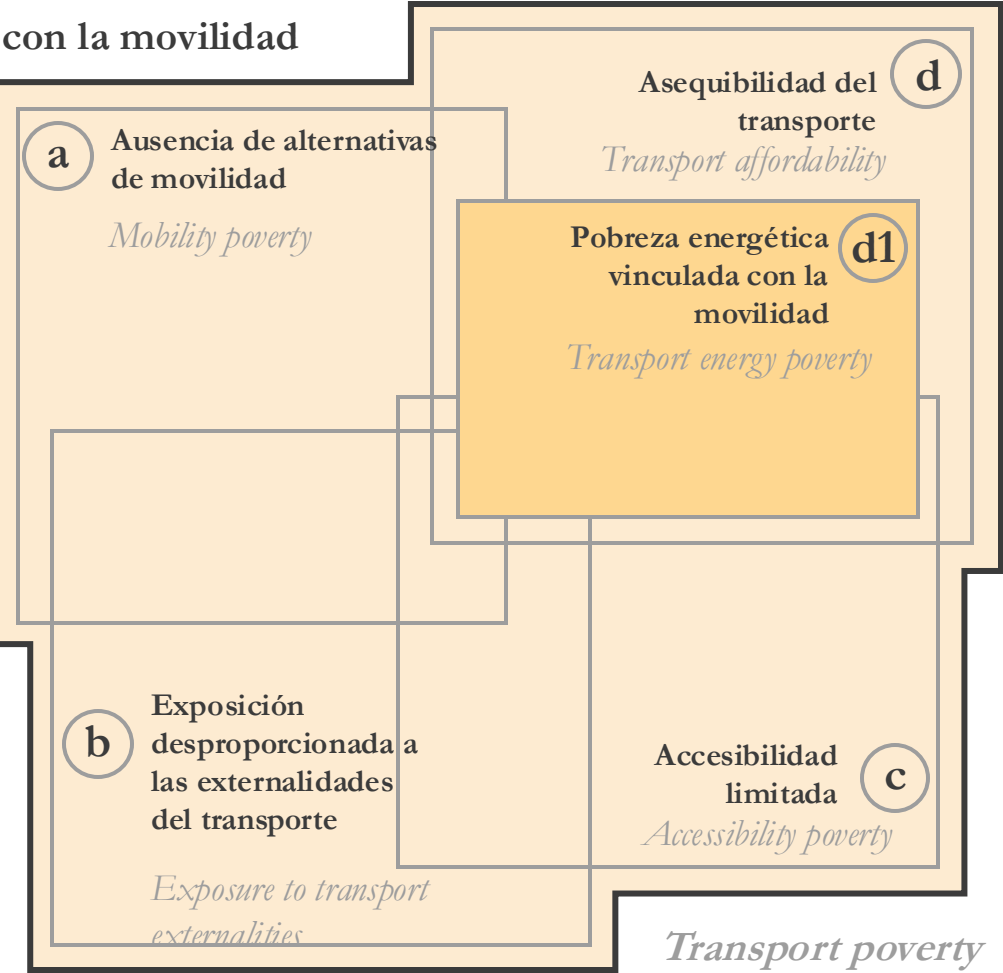 con la movilidad
a
Ausencia de alternativas
de movilidad
Mobility poverty
d
Asequibilidad del
transporte
Transport affordability
d1
Pobreza energética
vinculada con la
movilidad
Transport energy poverty
b
Exposición
desproporcionada a
las externalidades
del transporte
Exposure to transport
externalities
c
Accesibilidad
limitada
Accessibility poverty
Transport poverty